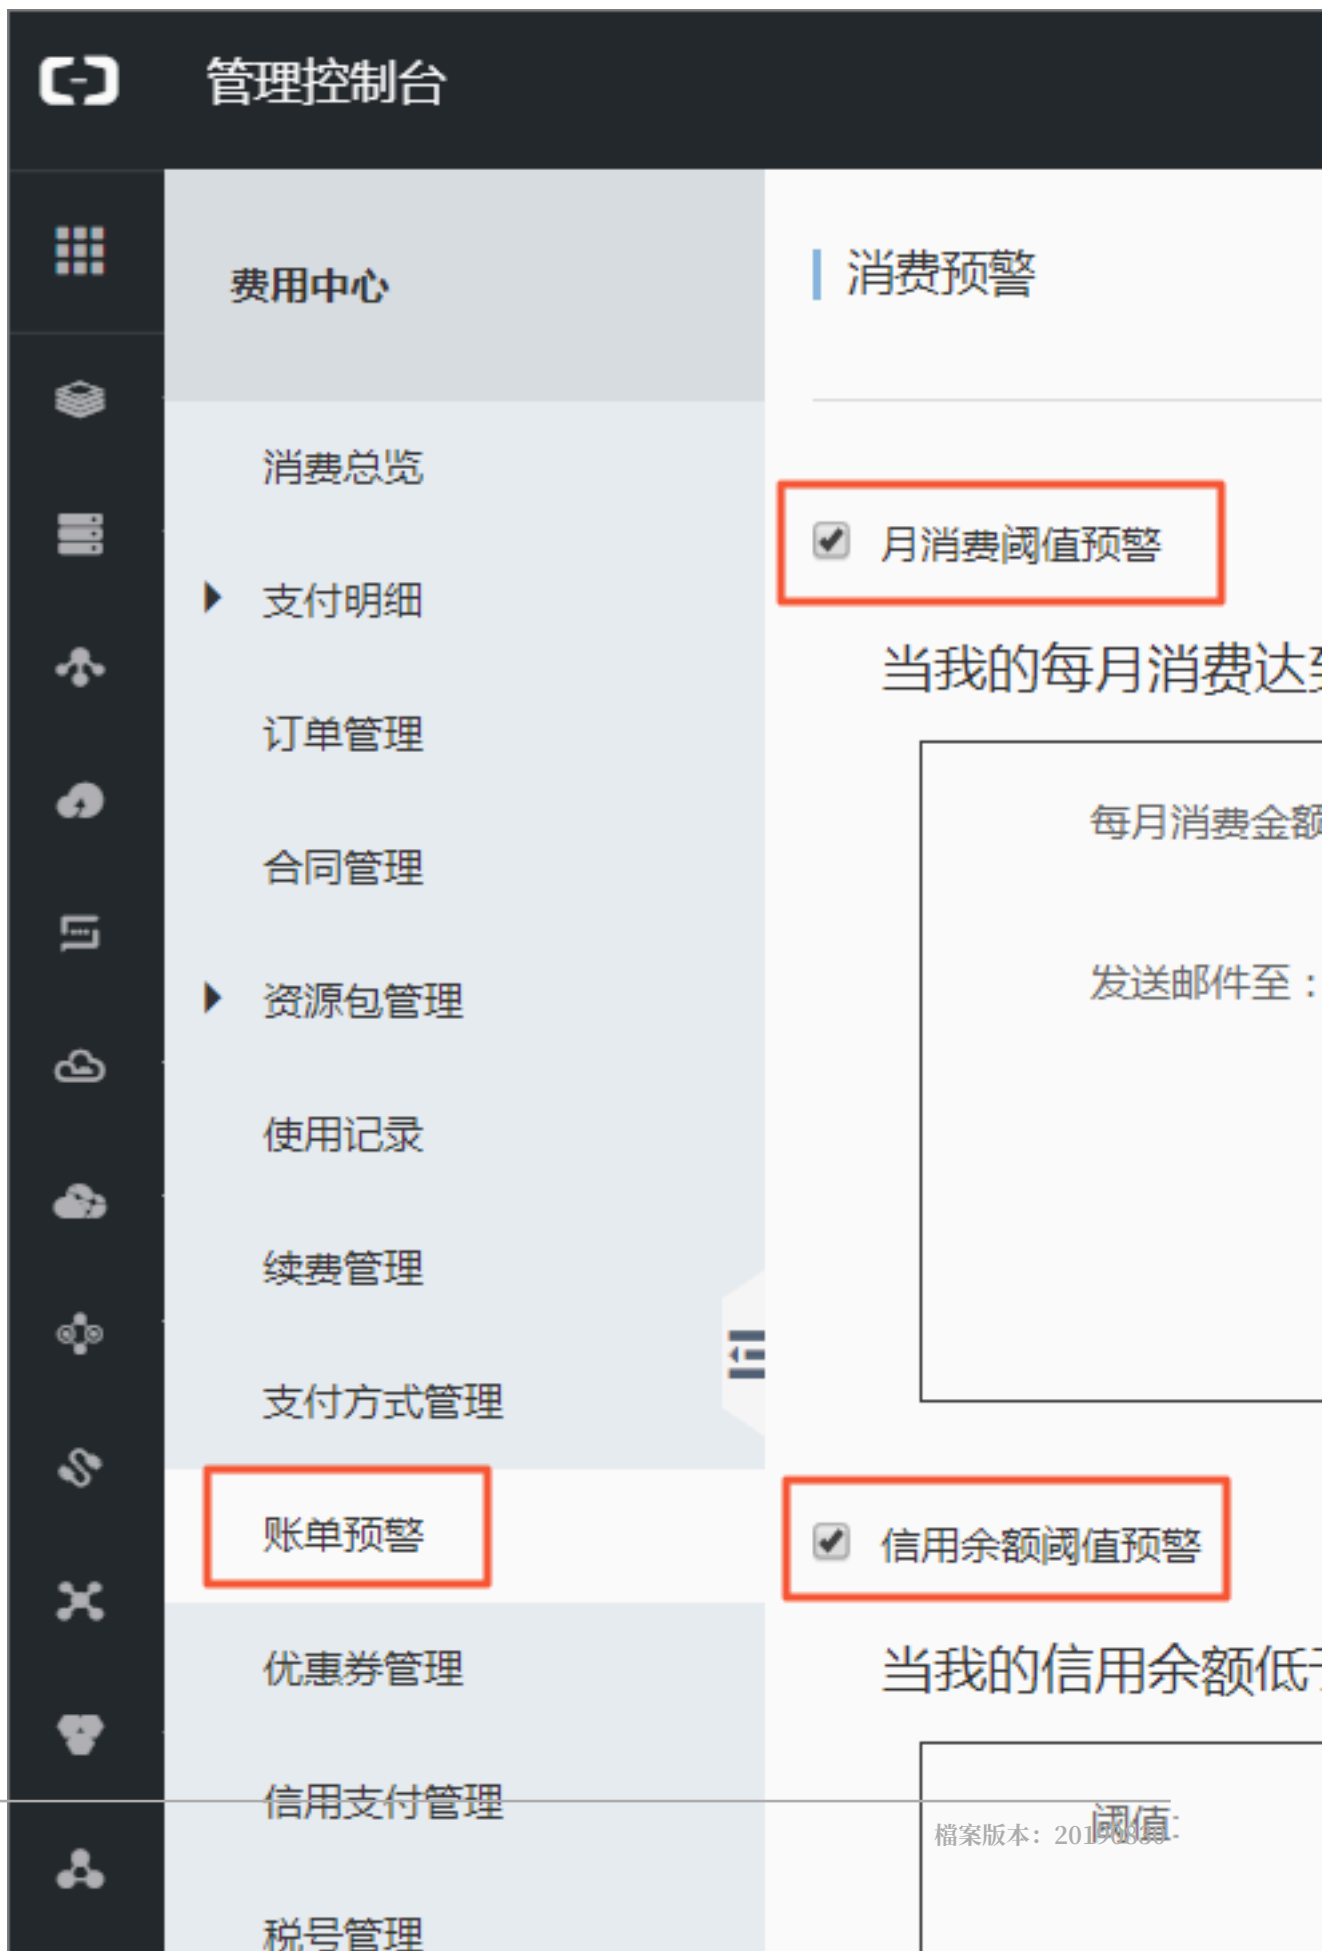 管理控制台
费用中心
消费总览
支付明细
订单管理
合同管理
资源包管理
使用记录
续费管理
支付方式管理
账单预警
优惠券管理
信用支付管理
税号管理
消费预警
月消费阈值预警
当我的每月消费达
每月消费金额
发送邮件至：
信用余额阈值预警
当我的信用余额低
阈值:
檔案版本：20190830